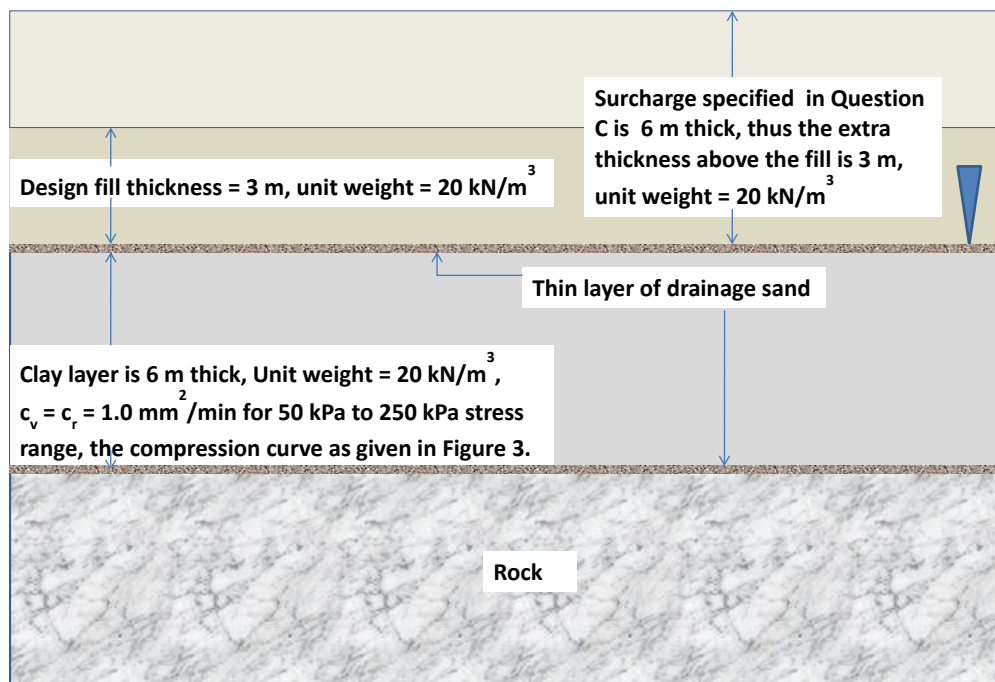 Surcharge specified in Question
C is 6 m thick, thus the extra
thickness above the fill is 3 m,
unit weight = 20 kN/m³
Design fill thickness = 3 m, unit weight = 20 kN/m³
Thin layer of drainage sand
Clay layer is 6 m thick, Unit weight = 20 kN/m³,
cᵥ = cᵣ = 1.0 mm²/min for 50 kPa to 250 kPa stress
range, the compression curve as given in Figure 3.
Rock